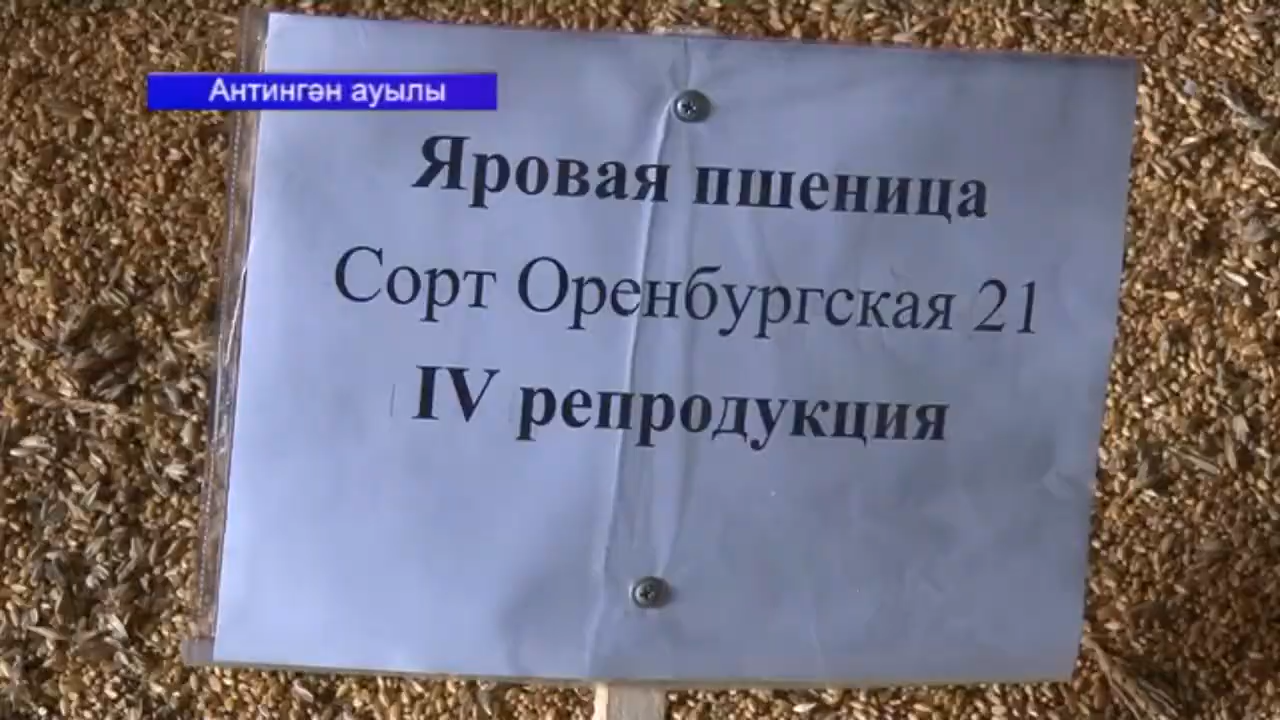 Антингән ауылы
Яровая пшеница
Сорт Оренбургская 21
IV репродукция